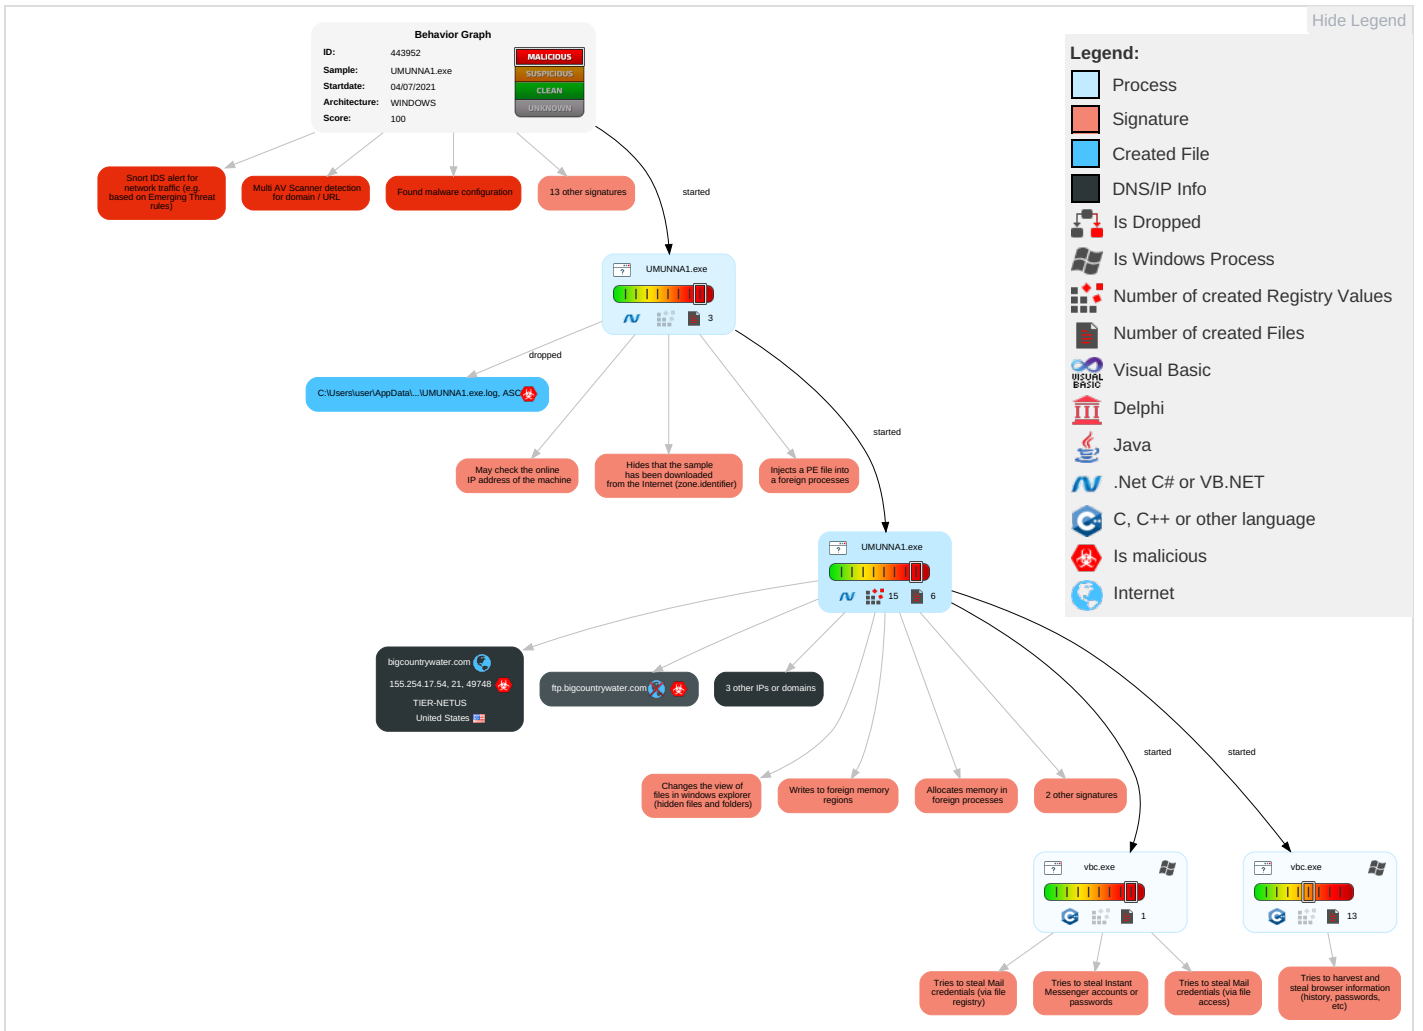 Hide Legend
Behavior Graph
ID: 443952
Sample: UMUNNA1.exe
Startdate: 04/07/2021
Architecture: WINDOWS
Score: 100
MALICIOUS
SUSPICIOUS
CLEAN
UNKNOWN
Legend:
Process
Signature
Created File
DNS/IP Info
Is Dropped
Is Windows Process
Number of created Registry Values
Number of created Files
VISUAL
BASIC
Visual Basic
Delphi
Java
.Net C# or VB.NET
C, C++ or other language
Is malicious
Internet
Snort IDS alert for
network traffic (e.g.
based on Emerging Threat
rules)
Multi AV Scanner detection
for domain / URL
Found malware configuration
13 other signatures
started
UMUNNA1.exe
3
dropped
C:\Users\user\AppData\...\UMUNNA1.exe.log, ASC
started
May check the online
IP address of the machine
Hides that the sample
has been downloaded
from the Internet (zone.identifier)
Injects a PE file into
a foreign processes
UMUNNA1.exe
15 6
bigcountrywater.com
155.254.17.54, 21, 49748
TIER-NETUS
United States
ftp.bigcountrywater.com
3 other IPs or domains
started
started
Changes the view of
files in windows explorer
(hidden files and folders)
Writes to foreign memory
regions
Allocates memory in
foreign processes
2 other signatures
vbc.exe
1
vbc.exe
13
Tries to steal Mail
credentials (via file
registry)
Tries to steal Instant
Messenger accounts or
passwords
Tries to steal Mail
credentials (via file
access)
Tries to harvest and
steal browser information
(history, passwords,
etc)